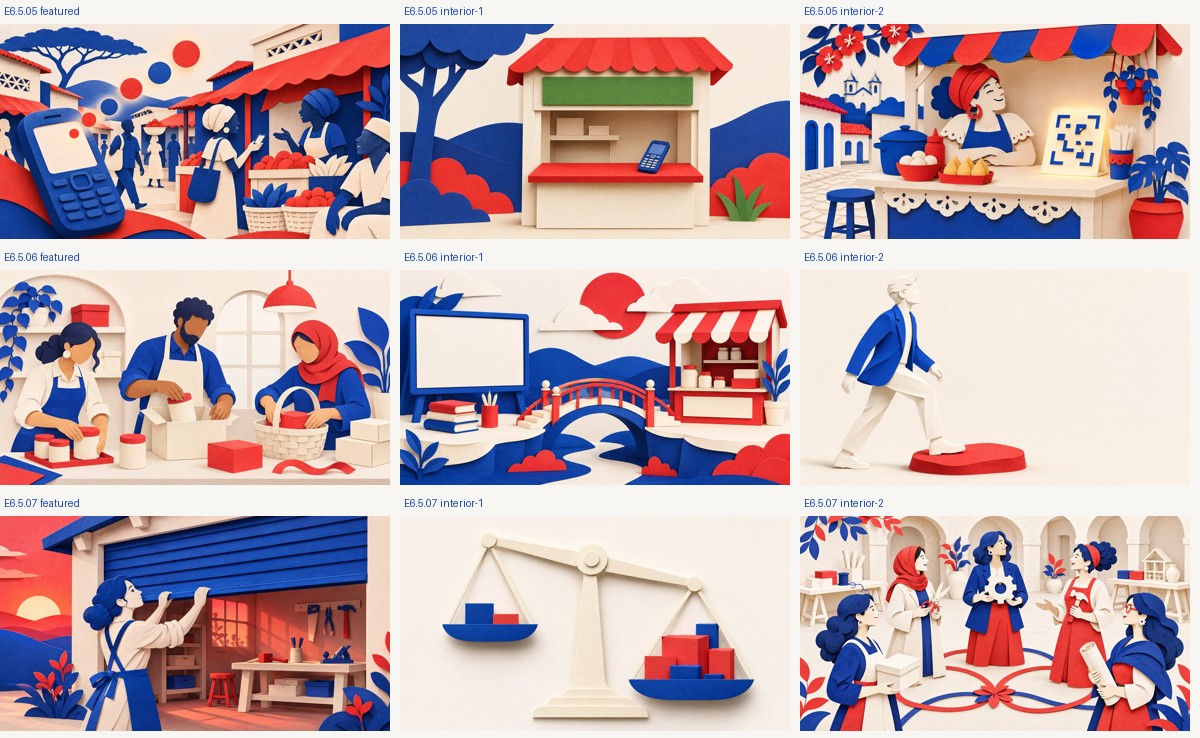 E6.5.05 featured
E6.5.05 interior-1
E6.5.05 interior-2
E6.5.06 featured
E6.5.06 interior-1
E6.5.06 interior-2
E6.5.07 featured
E6.5.07 interior-1
E6.5.07 interior-2